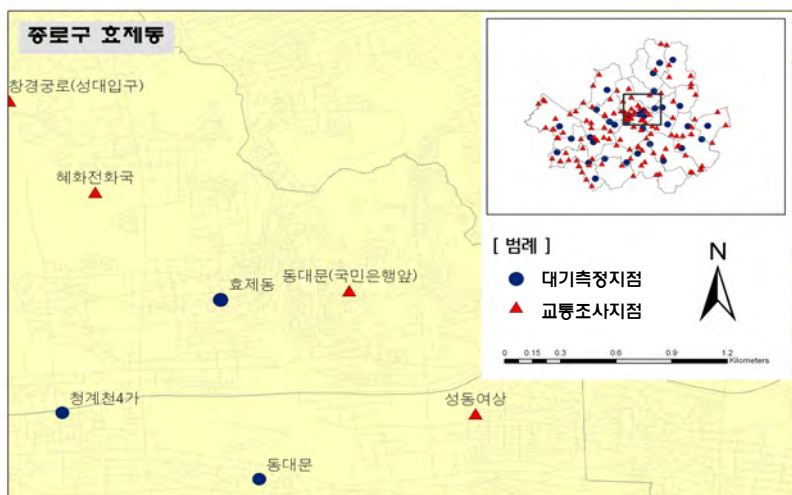 종로구 효제동
창경궁로(성대입구)
혜화전화국
효제동
동대문(국민은행앞)
청계천4가
성동여상
동대문
[ 범례 ]
대기측정지점
교통조사지점
N
0 0.15 0.3 0.6 0.9 1.2
Kilometers